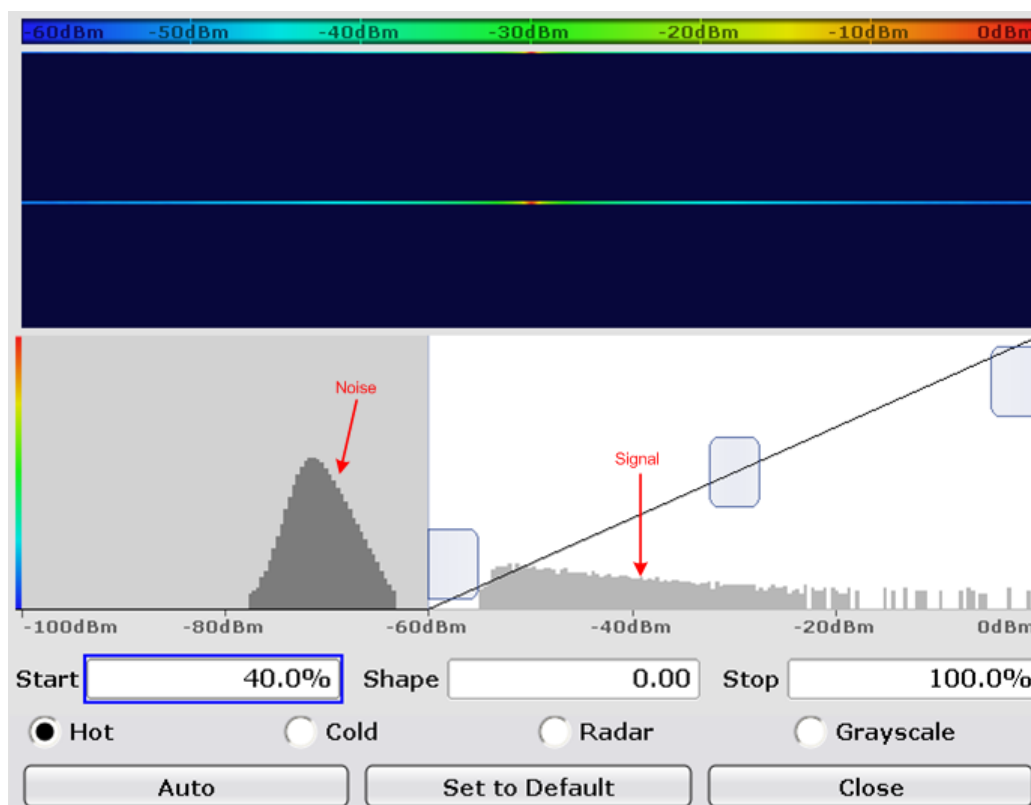 -60dBm -50dBm -40dBm -30dBm -20dBm -10dBm 0dBm
Noise
Signal
-100dBm -80dBm -60dBm -40dBm -20dBm 0dBm
Start 40.0% Shape 0.00 Stop 100.0%
Hot Cold Radar Grayscale
Auto Set to Default Close